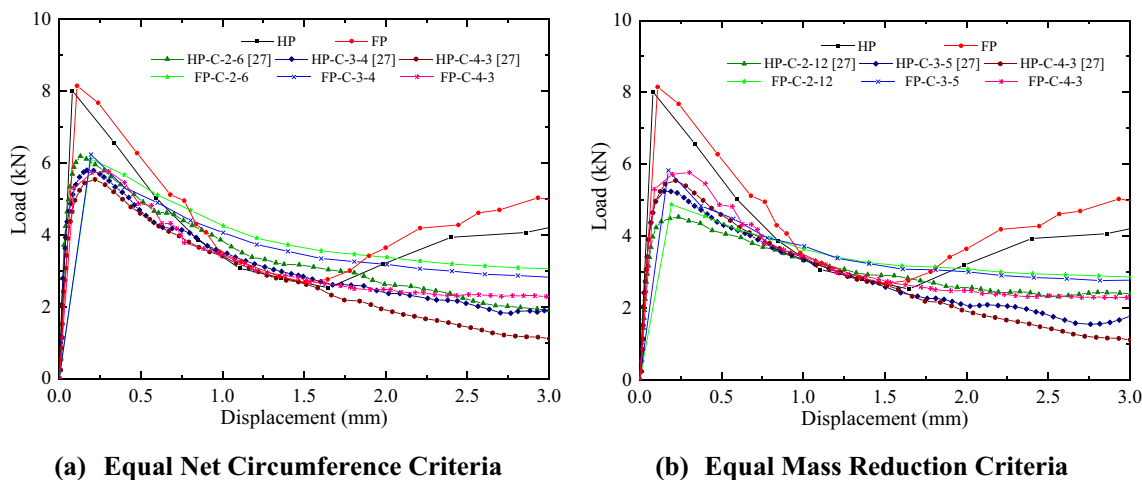 10
8
6
4
2
0
Load (kN)
HP FP
HP-C-2-6 [27] HP-C-3-4 [27] HP-C-4-3 [27]
FP-C-2-6 FP-C-3-4 FP-C-4-3
0.0 0.5 1.0 1.5 2.0 2.5 3.0
Displacement (mm)
(a) Equal Net Circumference Criteria
10
8
6
4
2
0
Load (kN)
HP FP
HP-C-2-12 [27] HP-C-3-5 [27] HP-C-4-3 [27]
FP-C-2-12 FP-C-3-5 FP-C-4-3
0.0 0.5 1.0 1.5 2.0 2.5 3.0
Displacement (mm)
(b) Equal Mass Reduction Criteria